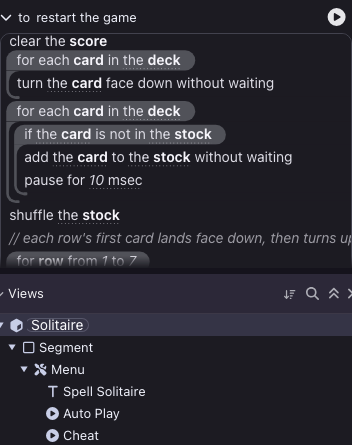 to restart the game
clear the score
for each card in the deck
turn the card face down without waiting
for each card in the deck
if the card is not in the stock
add the card to the stock without waiting
pause for 10 msec
shuffle the stock
// each row's first card lands face down, then turns up
for row from 1 to 7
Views
Solitaire
Segment
Menu
Spell Solitaire
Auto Play
Cheat